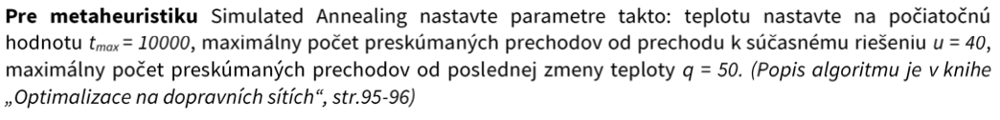 Pre metaheuristiku Simulated Annealing nastavte parametre takto: teplotu nastavte na počiatočnú
hodnotu tmax = 10000, maximálny počet preskúmaných prechodov od prechodu k súčasnému riešeniu u = 40,
maximálny počet preskúmaných prechodov od poslednej zmeny teploty q = 50. (Popis algoritmu je v knihe
„Optimalizace na dopravních sítích“, str.95-96)